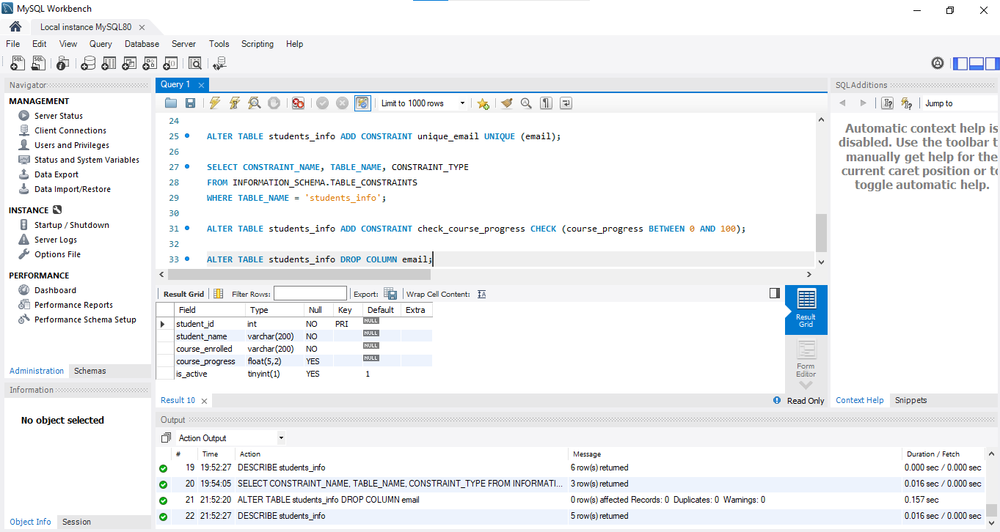 MySQL Workbench
Local instance MySQL80
File Edit View Query Database Server Tools Scripting Help
Navigator
MANAGEMENT
Server Status
Client Connections
Users and Privileges
Status and System Variables
Data Export
Data Import/Restore
INSTANCE
Startup / Shutdown
Server Logs
Options File
PERFORMANCE
Dashboard
Performance Reports
Performance Schema Setup
Administration Schemas
Information
No object selected
Object Info Session
Query 1
Limit to 1000 rows
24
25 ALTER TABLE students_info ADD CONSTRAINT unique_email UNIQUE (email);
26
27 SELECT CONSTRAINT_NAME, TABLE_NAME, CONSTRAINT_TYPE
28 FROM INFORMATION_SCHEMA.TABLE_CONSTRAINTS
29 WHERE TABLE_NAME = 'students_info';
30
31 ALTER TABLE students_info ADD CONSTRAINT check_course_progress CHECK (course_progress BETWEEN 0 AND 100);
32
33 ALTER TABLE students_info DROP COLUMN email;
Result Grid Filter Rows: Export: Wrap Cell Content:
Field Type Null Key Default Extra
student_id int NO PRI NULL
student_name varchar(200) NO NULL
course_enrolled varchar(200) NO NULL
course_progress float(5,2) YES NULL
is_active tinyint(1) YES 1
Result
Grid
Form
Editor
Result 10 Read Only
Output
Action Output
# Time Action Message Duration / Fetch
19 19:52:27 DESCRIBE students_info 6 row(s) returned 0.000 sec / 0.000 sec
20 19:54:05 SELECT CONSTRAINT_NAME, TABLE_NAME, CONSTRAINT_TYPE FROM INFORMATI... 3 row(s) returned 0.016 sec / 0.000 sec
21 21:52:20 ALTER TABLE students_info DROP COLUMN email 0 row(s) affected Records: 0 Duplicates: 0 Warnings: 0 0.157 sec
22 21:52:27 DESCRIBE students_info 5 row(s) returned 0.016 sec / 0.000 sec
SQLAdditions
Jump to
Automatic context help is
disabled. Use the toolbar t
manually get help for the
current caret position or to
toggle automatic help.
Context Help Snippets